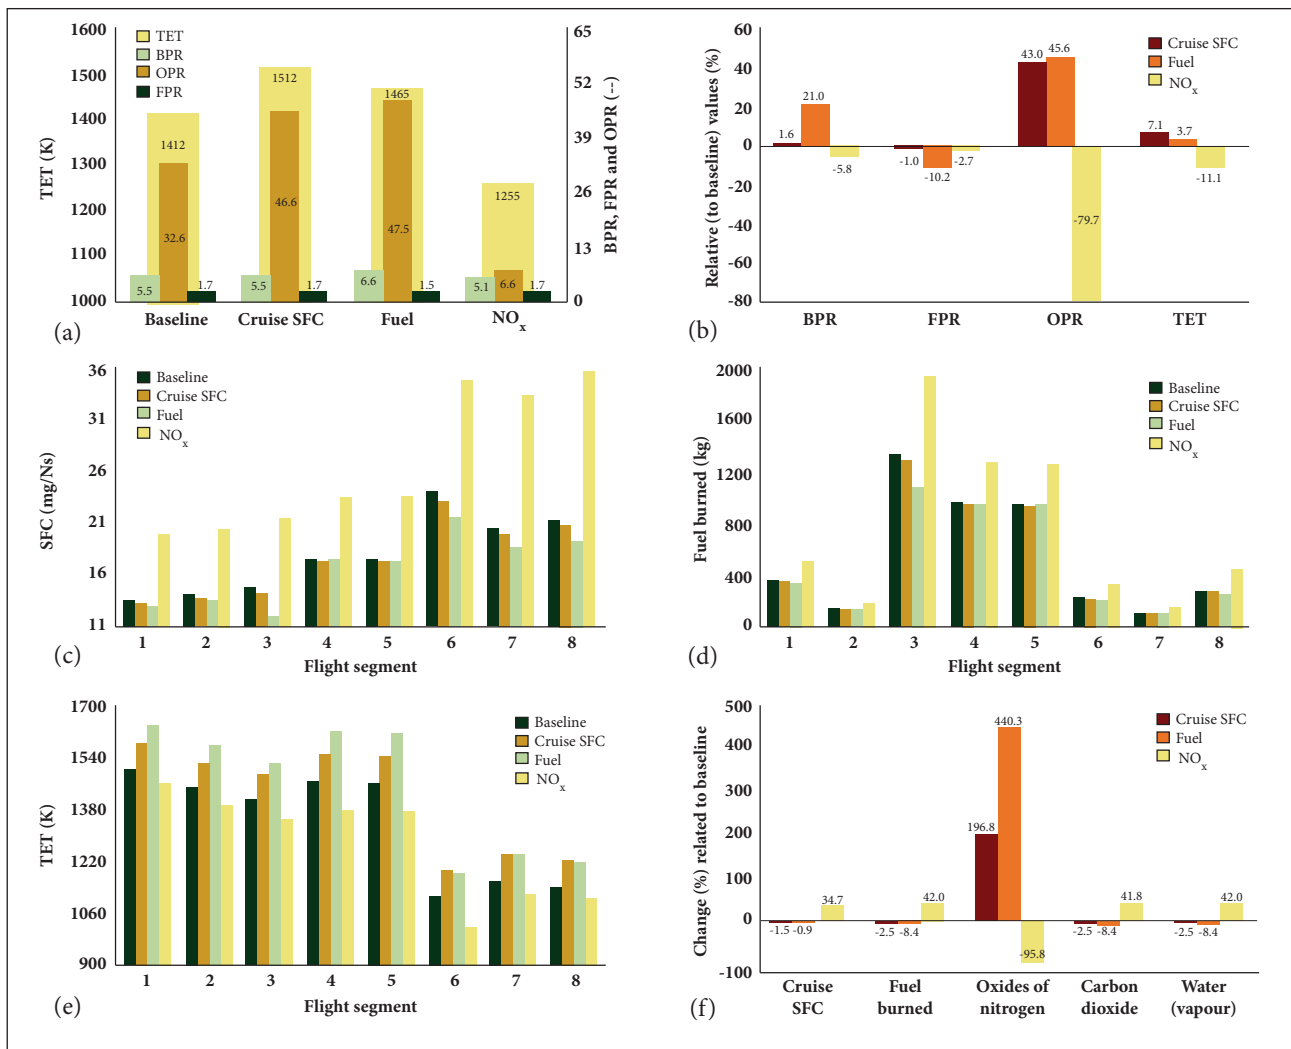 1600
1500
1400
1300
1200
1100
1000
TET (K)
TET
BPR
OPR
FPR
1412
32.6
5.5
1.7
1512
46.6
5.5
1.7
1465
47.5
6.6
1.5
1255
5.1
6.6
1.7
65
52
39
26
13
0
BPR, FPR and OPR (--)
Baseline
Cruise SFC
Fuel
NOx
(a)
60
40
20
0
-20
-40
-60
-80
Relative (to baseline) values (%)
Cruise SFC
Fuel
NOx
1.6
21.0
-5.8
-1.0
-10.2
-2.7
43.0
45.6
-79.7
7.1
3.7
-11.1
BPR
FPR
OPR
TET
(b)
36
31
26
21
16
11
SFC (mg/Ns)
Baseline
Cruise SFC
Fuel
NOx
1 2 3 4 5 6 7 8
Flight segment
(c)
2000
1600
1200
800
400
0
Fuel burned (kg)
Baseline
Cruise SFC
Fuel
NOx
1 2 3 4 5 6 7 8
Flight segment
(d)
1700
1540
1380
1220
1060
900
TET (K)
Baseline
Cruise SFC
Fuel
NOx
1 2 3 4 5 6 7 8
Flight segment
(e)
500
400
300
200
100
0
-100
Change (%) related to baseline
Cruise SFC
Fuel
NOx
-1.5 -0.9
34.7
-2.5 -8.4
42.0
196.8
440.3
-95.8
-2.5 -8.4
41.8
-2.5 -8.4
42.0
Cruise
SFC
Fuel
burned
Oxides of
nitrogen
Carbon
dioxide
Water
(vapour)
(f)